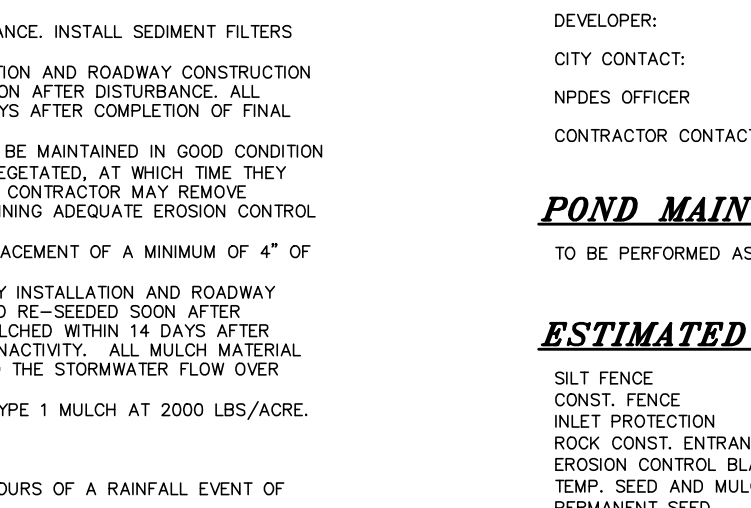 ANCE. INSTALL SEDIMENT FILTERS
TION AND ROADWAY CONSTRUCTION
ON AFTER DISTURBANCE. ALL
YS AFTER COMPLETION OF FINAL
BE MAINTAINED IN GOOD CONDITION
EGETATED, AT WHICH TIME THEY
CONTRACTOR MAY REMOVE
INING ADEQUATE EROSION CONTROL
ACEMENT OF A MINIMUM OF 4” OF
Y INSTALLATION AND ROADWAY
D RE–SEEDED SOON AFTER
LCHED WITHIN 14 DAYS AFTER
NACTIVITY. ALL MULCH MATERIAL
THE STORMWATER FLOW OVER
YPE 1 MULCH AT 2000 LBS/ACRE.
OURS OF A RAINFALL EVENT OF
DEVELOPER:
CITY CONTACT:
NPDES OFFICER
CONTRACTOR CONTACT
POND MAIN
TO BE PERFORMED AS
ESTIMATED
SILT FENCE
CONST. FENCE
INLET PROTECTION
ROCK CONST. ENTRAN
EROSION CONTROL BLA
TEMP. SEED AND MULC
PERMANENT SEED